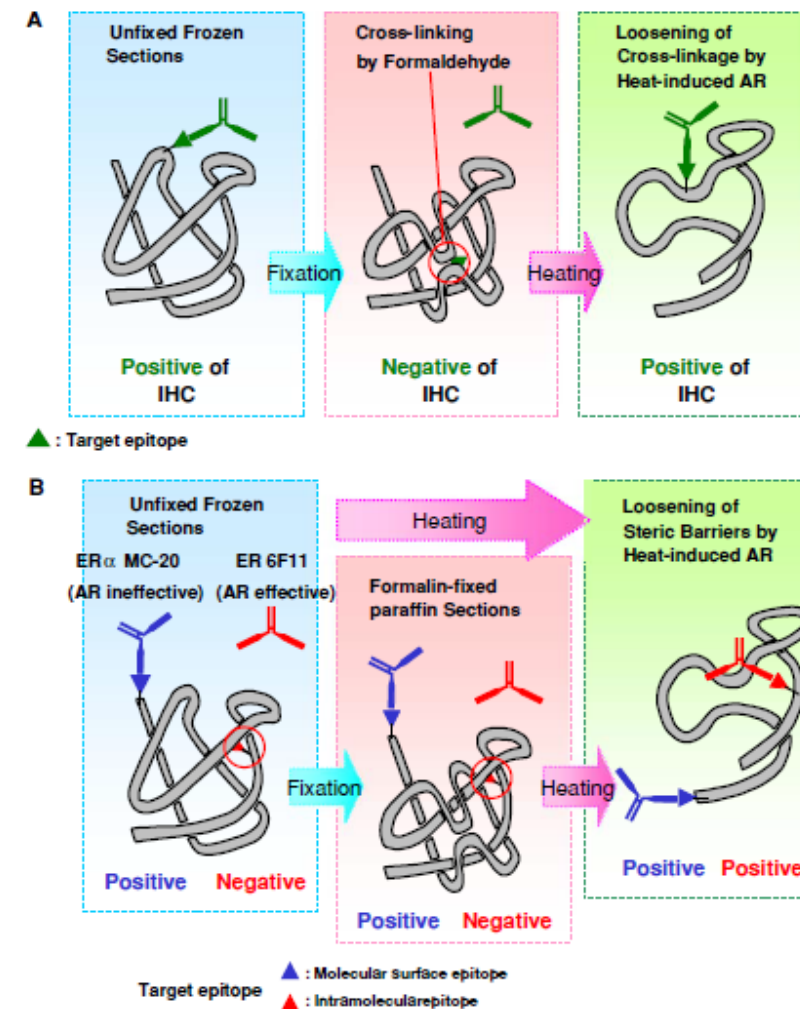 A
Unfixed Frozen
Sections
Cross-linking
by Formaldehyde
Loosening of
Cross-linkage by
Heat-induced AR
Fixation
Heating
Positive of
IHC
Negative of
IHC
Positive of
IHC
: Target epitope
B
Unfixed Frozen
Sections
ERα MC-20
(AR ineffective)
ER 6F11
(AR effective)
Heating
Formalin-fixed
paraffin Sections
Loosening of
Steric Barriers by
Heat-induced AR
Fixation
Heating
Positive Negative
Positive Negative
Positive Positive
Target epitope
: Molecular surface epitope
: Intramolecularepitope